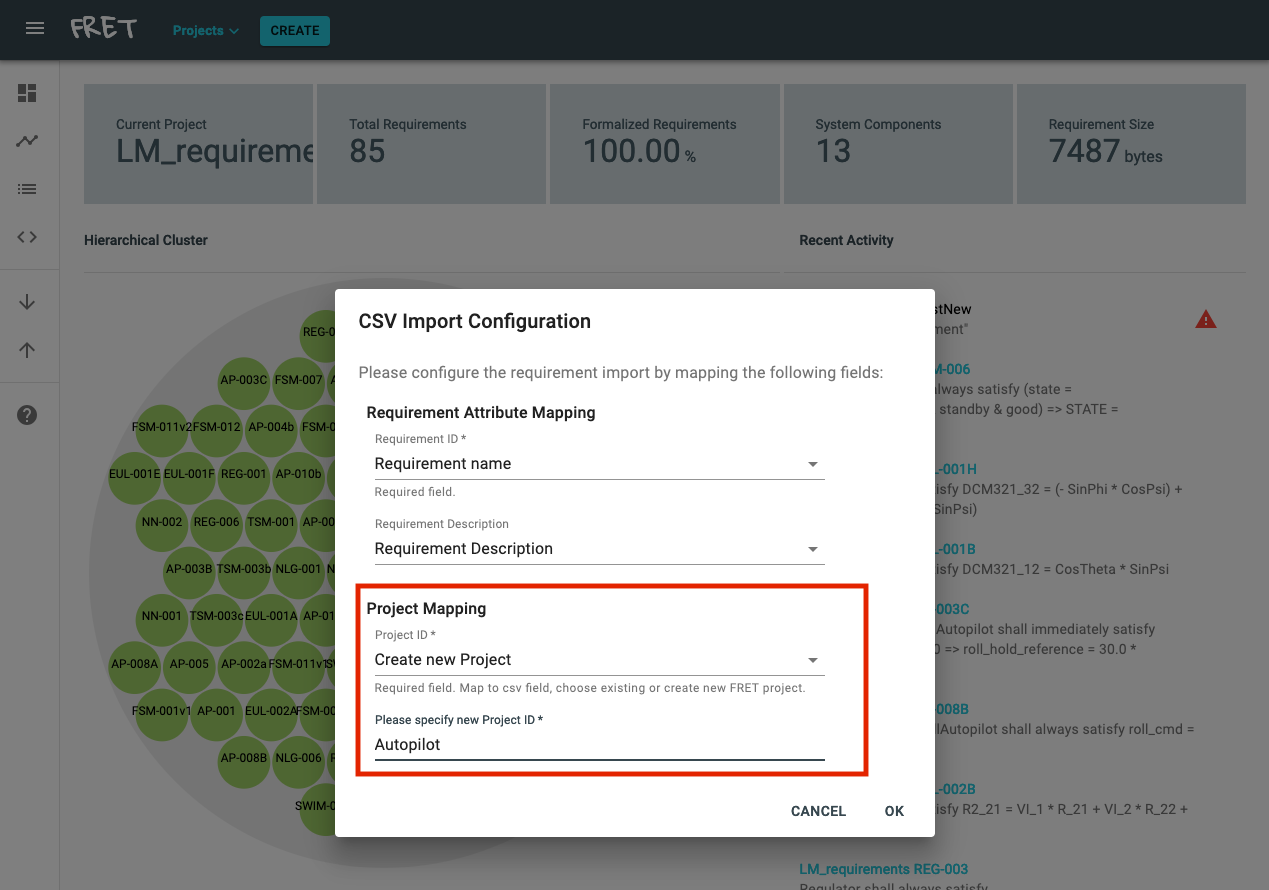 FRET
Projects
CREATE
Current Project
LM_requireme
Total Requirements
85
Formalized Requirements
100.00 %
System Components
13
Requirement Size
7487 bytes
Hierarchical Cluster
Recent Activity
REG-0
AP-003C FSM-007
FSM-011v2 FSM-012 AP-004b FSM-0
EUL-001E EUL-001F REG-001 AP-010b
NN-002 REG-006 TSM-001 AP-00
AP-003B TSM-003b NLG-001 N
NN-001 TSM-003c EUL-001A AP-01
AP-008A AP-005 AP-002a FSM-011v1 SW
FSM-001v1 AP-001 EUL-002A FSM-00
AP-008B NLG-006
SWIM-0
CSV Import Configuration
Please configure the requirement import by mapping the following fields:
Requirement Attribute Mapping
Requirement ID *
Requirement name
Required field.
Requirement Description
Requirement Description
Project Mapping
Project ID *
Create new Project
Required field. Map to csv field, choose existing or create new FRET project.
Please specify new Project ID *
Autopilot
CANCEL
OK
stNew
ment"
M-006
always satisfy (state =
standby & good) => STATE =
L-001H
isfy DCM321_32 = (- SinPhi * CosPsi) +
SinPsi)
L-001B
isfy DCM321_12 = CosTheta * SinPsi
-003C
Autopilot shall immediately satisfy
0 => roll_hold_reference = 30.0 *
-008B
llAutopilot shall always satisfy roll_cmd =
L-002B
isfy R2_21 = VI_1 * R_21 + VI_2 * R_22 +
LM_requirements REG-003
Regulator shall always satisfy